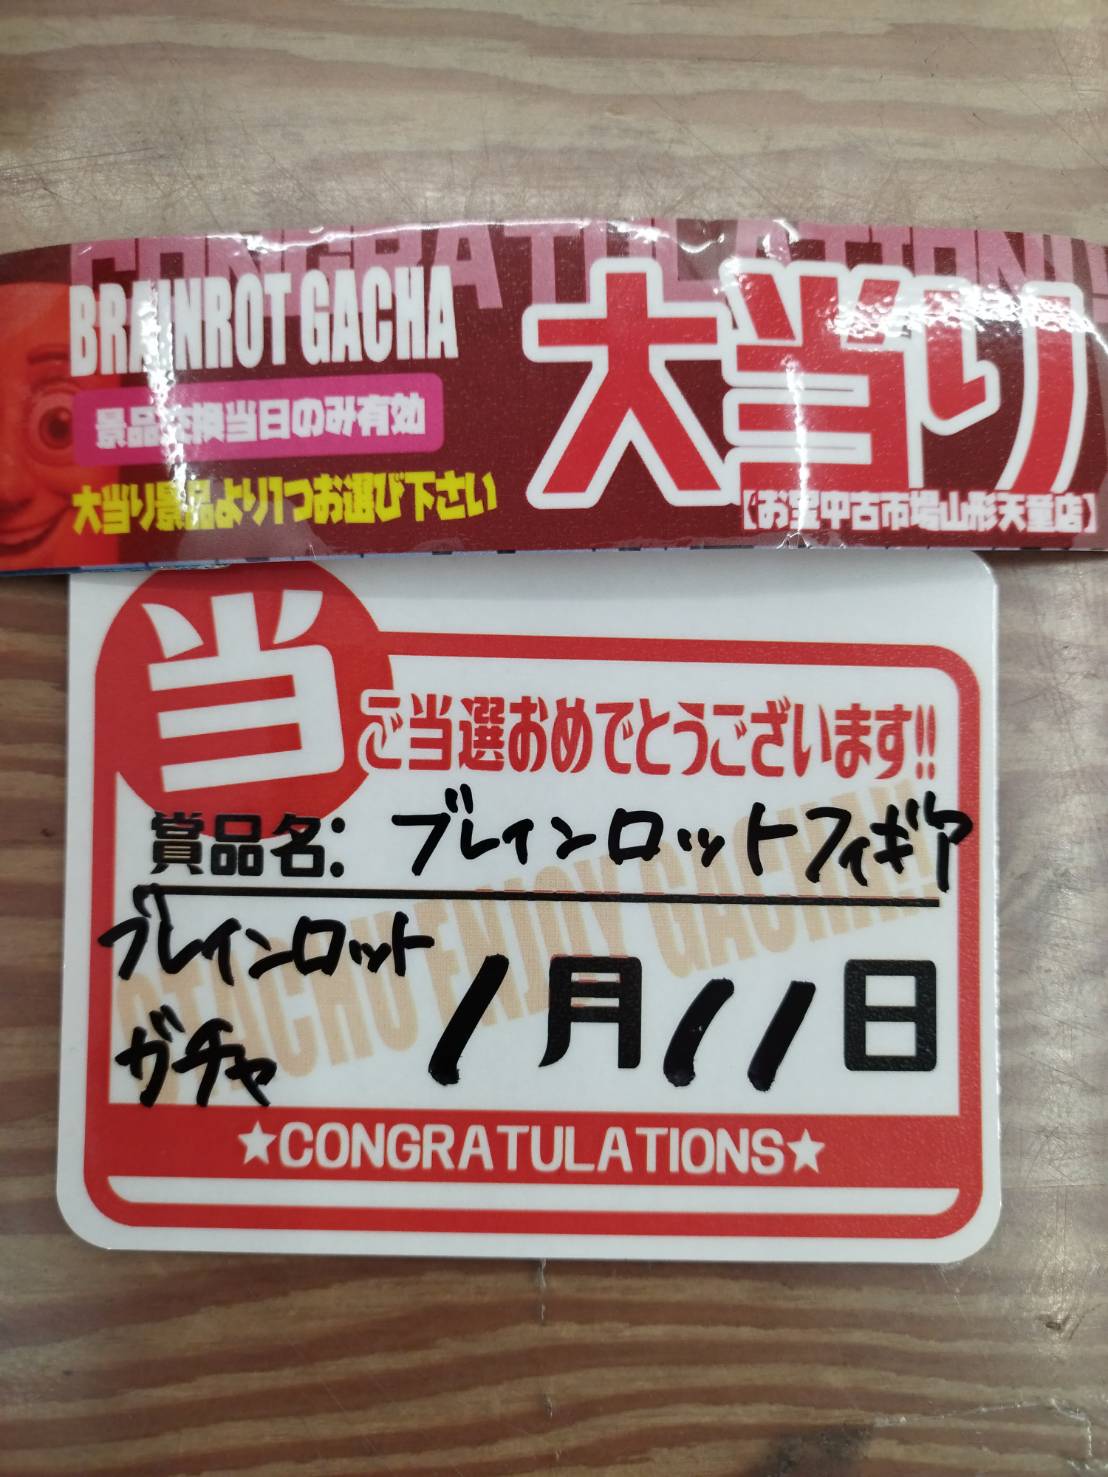 CONGRATULATION!!
BRAINROT GACHA
大当り
景品交換当日のみ有効
大当り景品より1つお選び下さい
【お宝中古市場山形天童店】
当
ご当選おめでとうございます!!
賞品名: ブレインロットフィギア
ブレインロット
ガチャ
1月11日
OTACHU ENJOY GACHA!!
★CONGRATULATIONS★